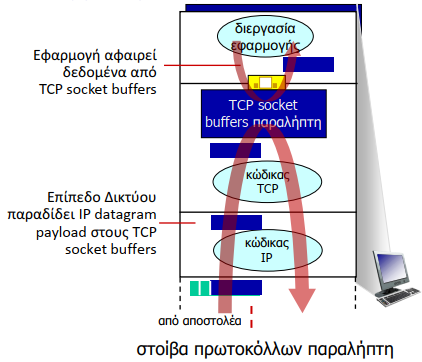 διεργασία
εφαρμογής
Εφαρμογή αφαιρεί
δεδομένα από
TCP socket buffers
TCP socket
buffers παραλήπτη
κώδικας
TCP
Επίπεδο Δικτύου
παραδίδει IP datagram
payload στους TCP
socket buffers
κώδικας
IP
από αποστολέα
στοίβα πρωτοκόλλων παραλήπτη